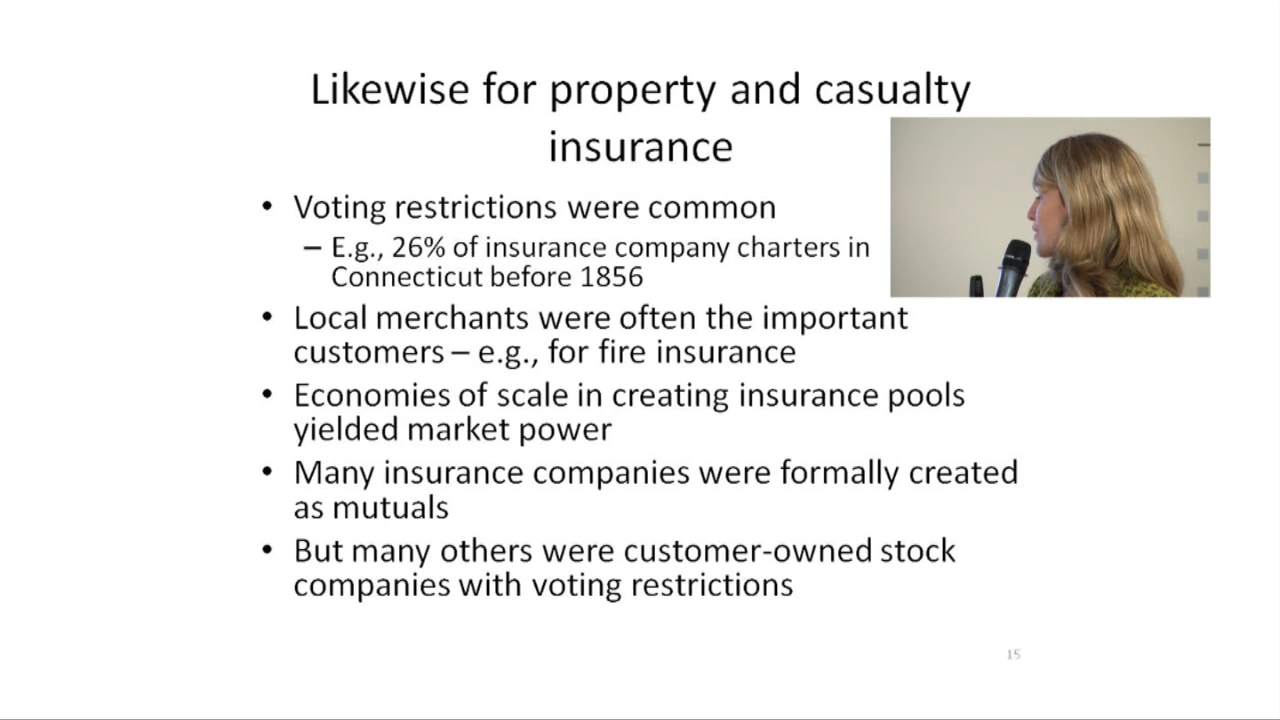 Likewise for property and casualty
insurance
• Voting restrictions were common
– E.g., 26% of insurance company charters in
Connecticut before 1856
• Local merchants were often the important
customers – e.g., for fire insurance
• Economies of scale in creating insurance pools
yielded market power
• Many insurance companies were formally created
as mutuals
• But many others were customer-owned stock
companies with voting restrictions
15